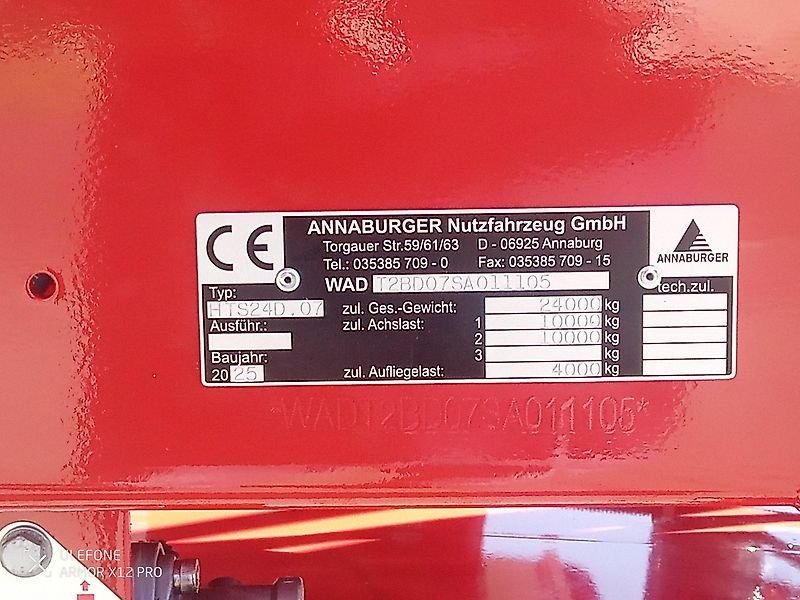 CE
ANNABURGER Nutzfahrzeug GmbH
Torgauer Str.59/61/63 D - 06925 Annaburg
Tel.: 035385 709 - 0 Fax: 035385 709 - 15
ANNABURGER
WAD T2BD07SA011105
Typ:
HTS24D.07
Ausführ.:
Baujahr:
20 25
zul. Ges.-Gewicht: 24000 kg
zul. Achslast: 1 10000 kg
2 10000 kg
3 kg
zul. Aufliegelast: 4000 kg
tech.zul.
*WADT2BD07SA011105*
ULEFONE
ARMOR X12 PRO